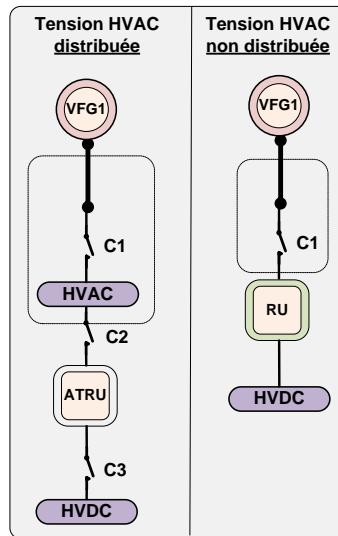 Tension HVAC
distribuée
VFG1
C1
HVAC
C2
ATRU
C3
HVDC
Tension HVAC
non distribuée
VFG1
C1
RU
HVDC